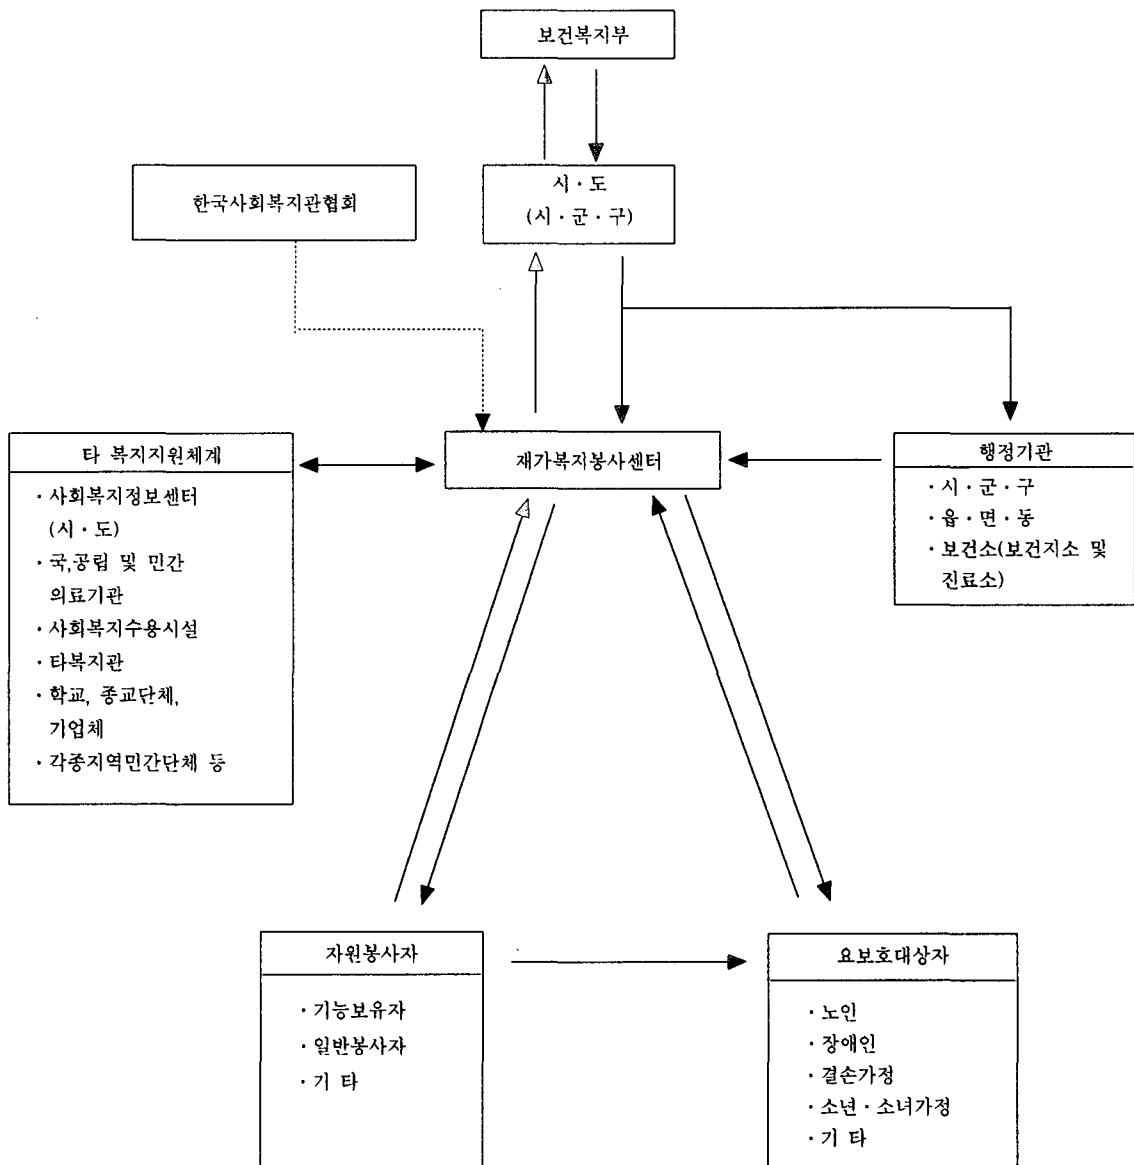 보건복지부
한국사회복지관협회
시·도
(시·군·구)
타 복지지원체계
·사회복지정보센터
(시·도)
·국,공립 및 민간
의료기관
·사회복지수용시설
·타복지관
·학교, 종교단체,
기업체
·각종지역민간단체 등
재가복지봉사센터
행정기관
·시·군·구
·읍·면·동
·보건소(보건지소 및
진료소)
자원봉사자
·기능보유자
·일반봉사자
·기 타
요보호대상자
·노인
·장애인
·결손가정
·소년·소녀가정
·기 타